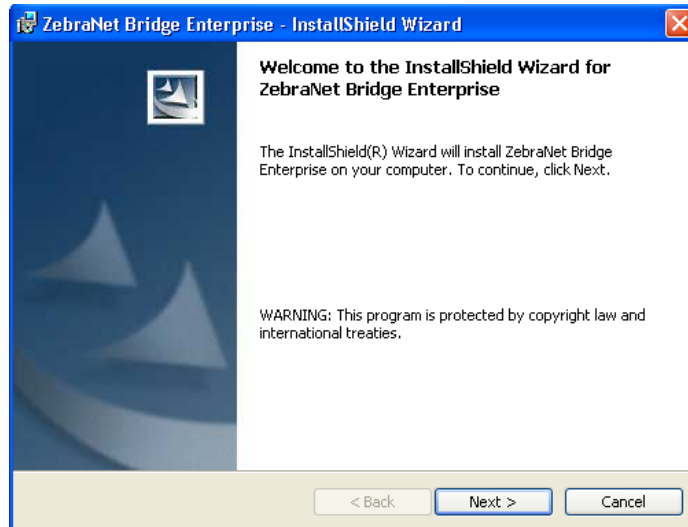 ZebraNet Bridge Enterprise - InstallShield Wizard
Welcome to the InstallShield Wizard for
ZebraNet Bridge Enterprise
The InstallShield(R) Wizard will install ZebraNet Bridge
Enterprise on your computer. To continue, click Next.
WARNING: This program is protected by copyright law and
international treaties.
< Back Next > Cancel